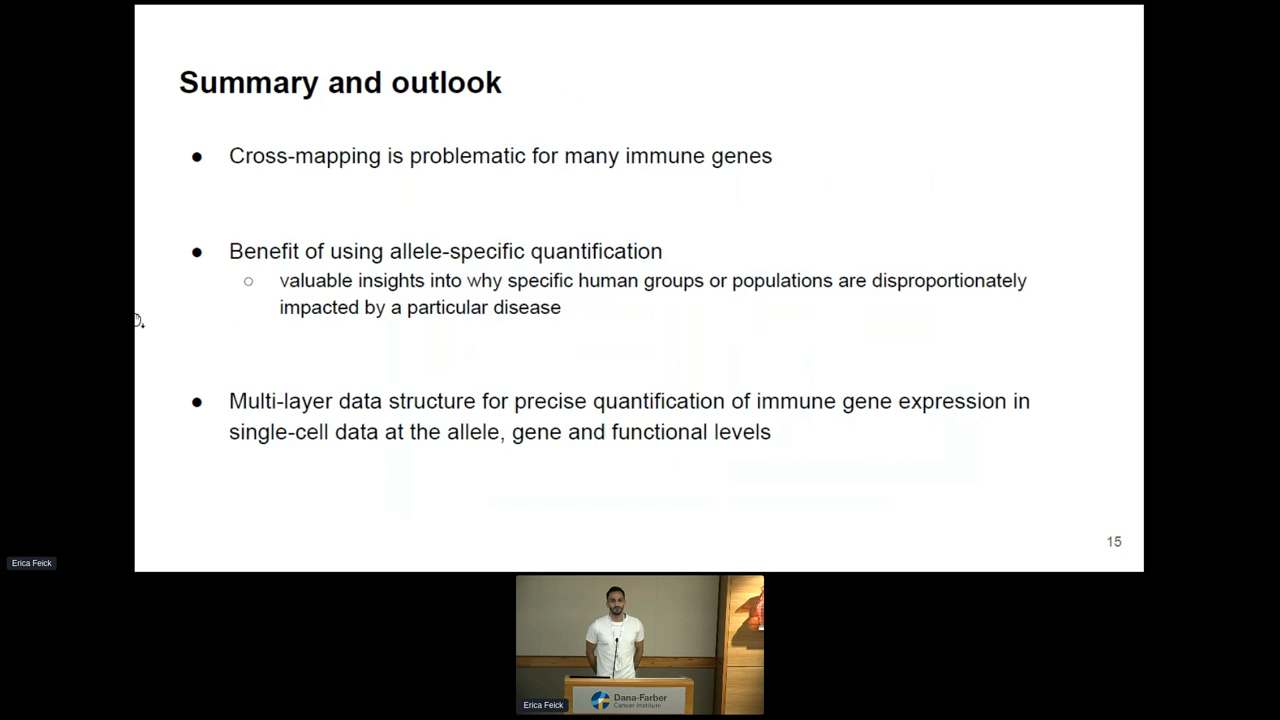 Summary and outlook
● Cross-mapping is problematic for many immune genes
● Benefit of using allele-specific quantification
○ valuable insights into why specific human groups or populations are disproportionately
impacted by a particular disease
● Multi-layer data structure for precise quantification of immune gene expression in
single-cell data at the allele, gene and functional levels
15
Erica Feick
Dana-Farber
Cancer Institute
Erica Feick